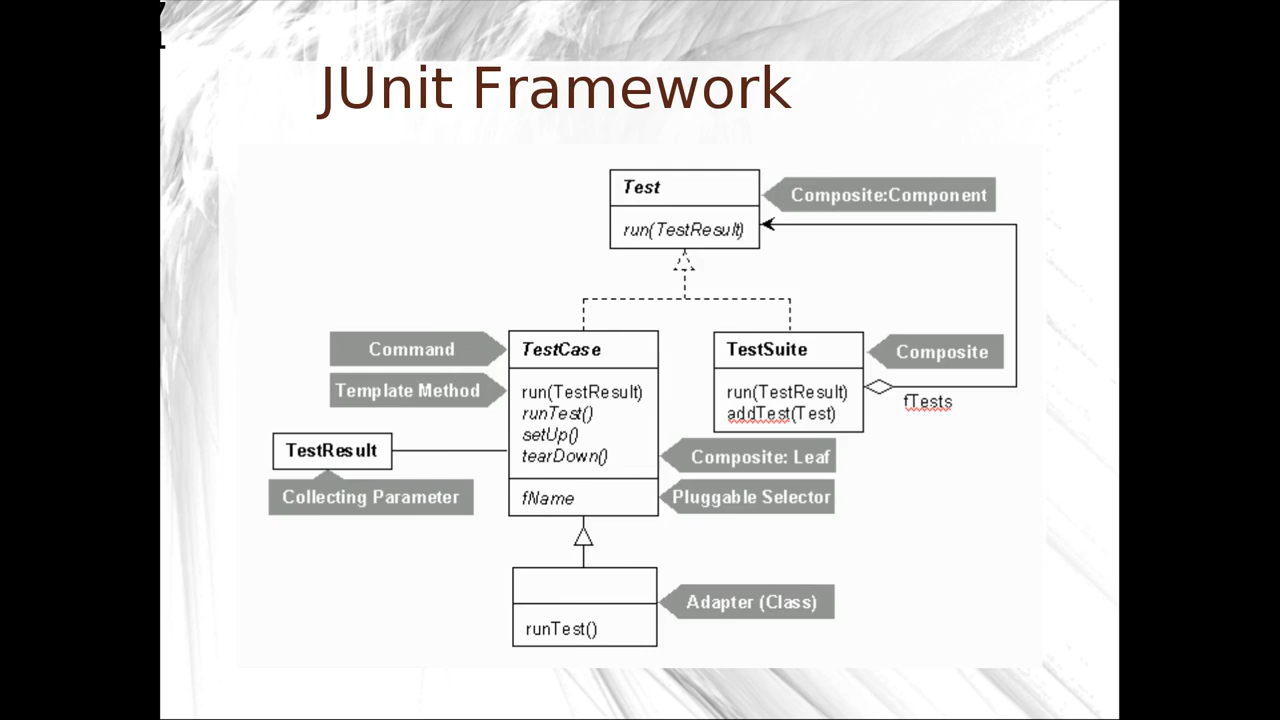 JUnit Framework
Test
Composite:Component
run(TestResult)
Command
TestCase
TestSuite
Composite
Template Method
run(TestResult)
runTest()
setUp()
tearDown()
run(TestResult)
addTest(Test)
fTests
TestResult
Composite: Leaf
Collecting Parameter
fName
Pluggable Selector
Adapter (Class)
runTest()